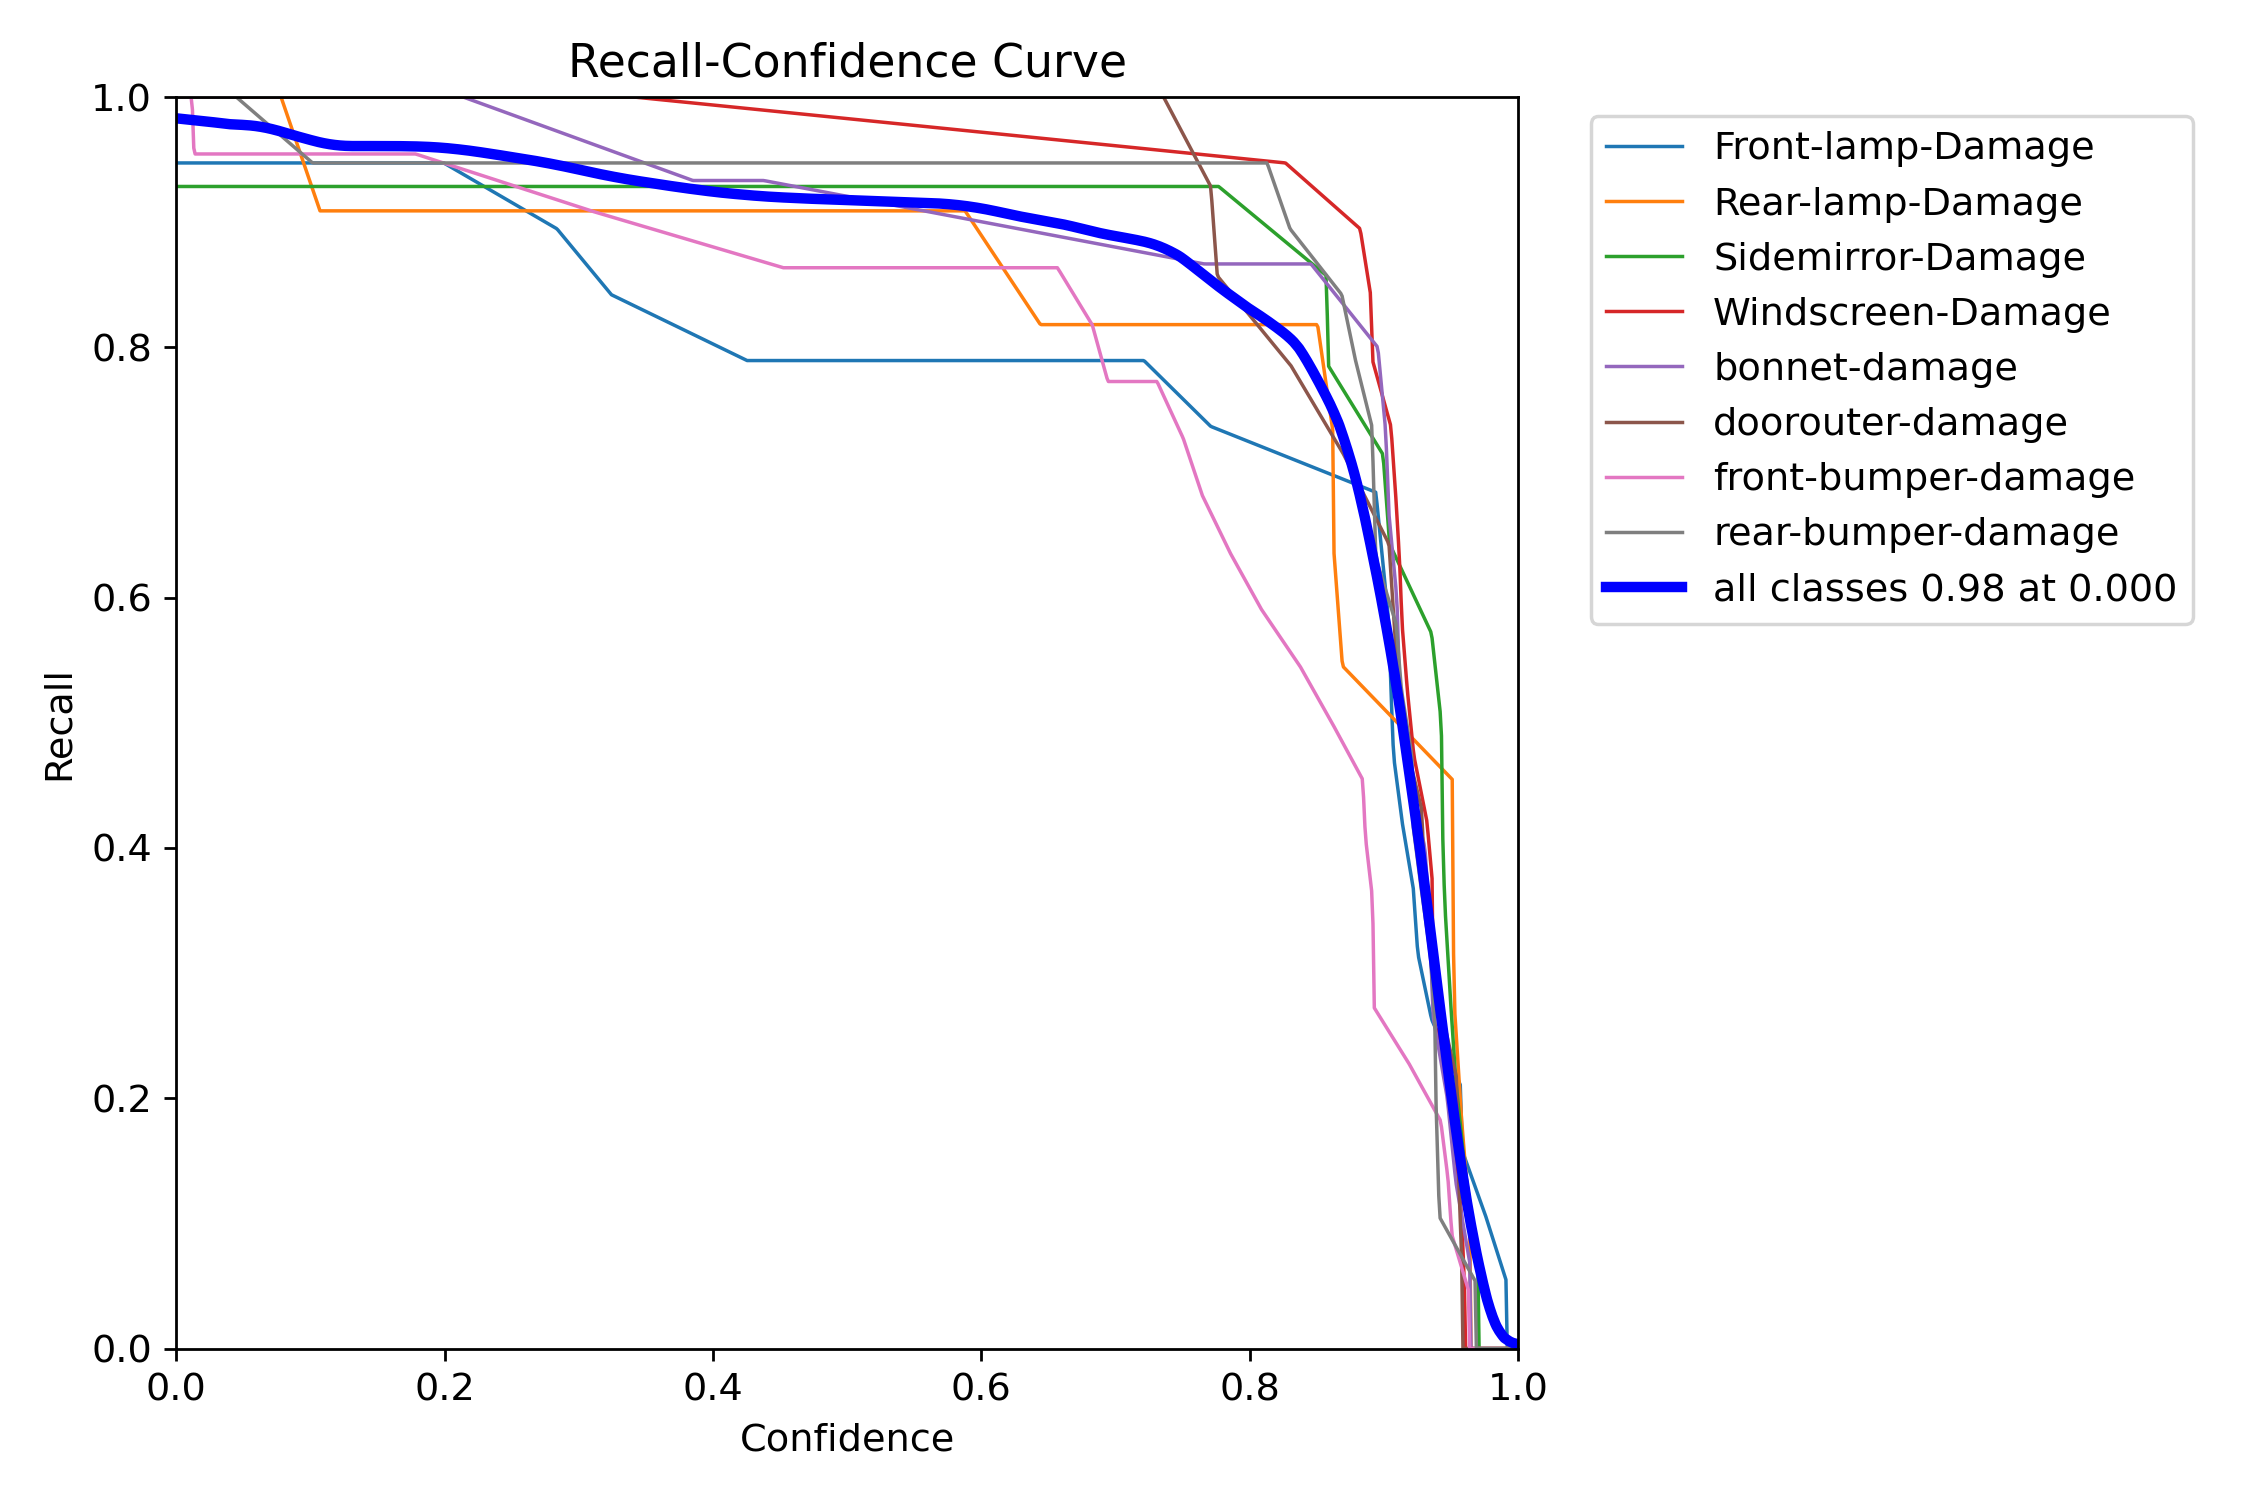 Recall-Confidence Curve
1.0
0.8
0.6
0.4
0.2
0.0
Recall
0.0 0.2 0.4 0.6 0.8 1.0
Confidence
Front-lamp-Damage
Rear-lamp-Damage
Sidemirror-Damage
Windscreen-Damage
bonnet-damage
doorouter-damage
front-bumper-damage
rear-bumper-damage
all classes 0.98 at 0.000